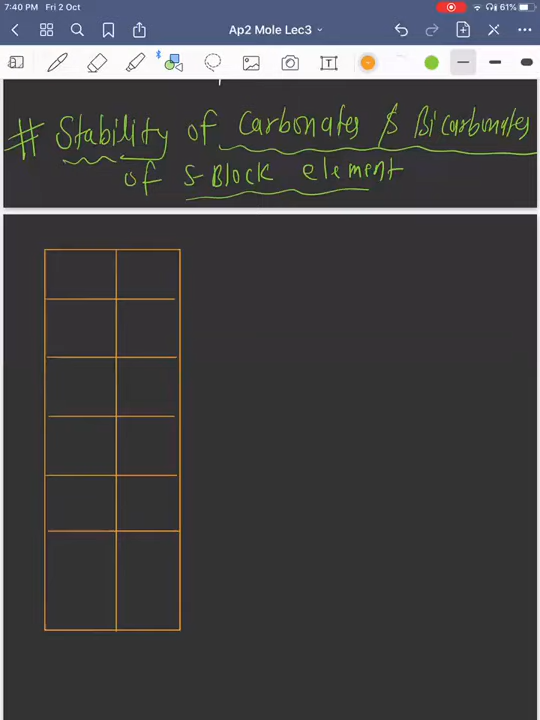 7:40 PM Fri 2 Oct
61%
Ap2 Mole Lec3
T
# Stability of Carbonates & Bicarbonates
of S-Block element